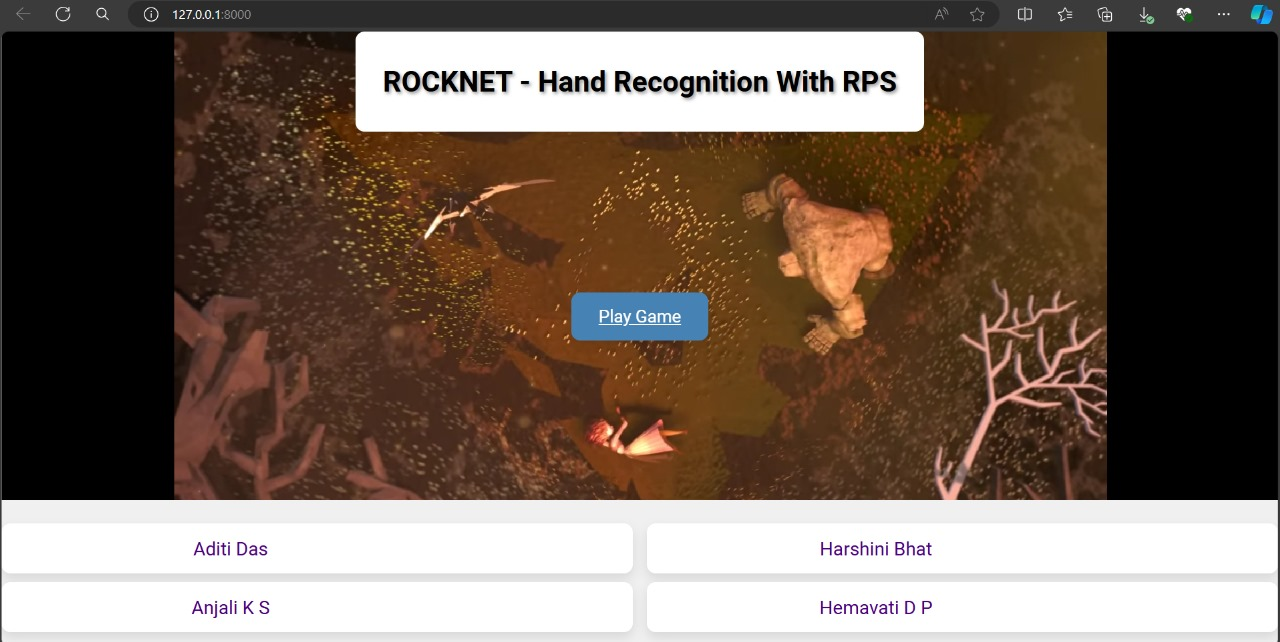 127.0.0.1:8000
ROCKNET - Hand Recognition With RPS
Play Game
Aditi Das
Harshini Bhat
Anjali K S
Hemavati D P